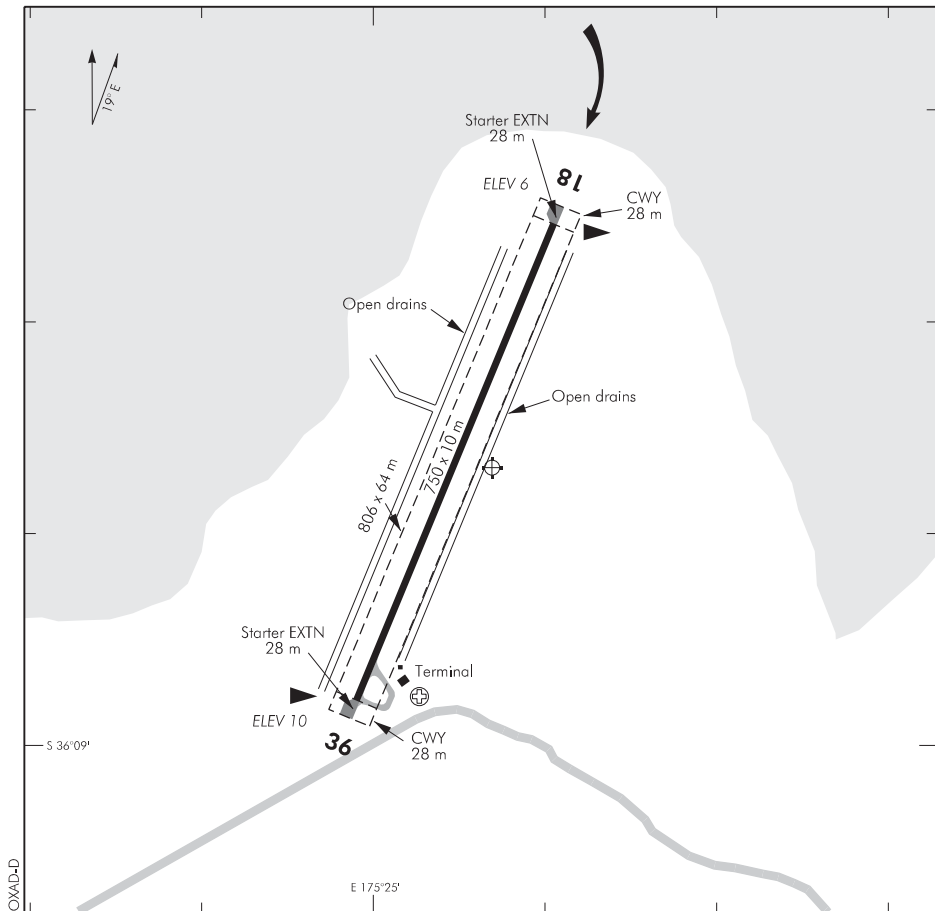 19° E
Starter EXTN
28 m
18
ELEV 6
CWY
28 m
Open drains
Open drains
750 x 10 m
806 x 64 m
Starter EXTN
28 m
Terminal
ELEV 10
36
CWY
28 m
S 36°09'
E 175°25'
OXAD-D